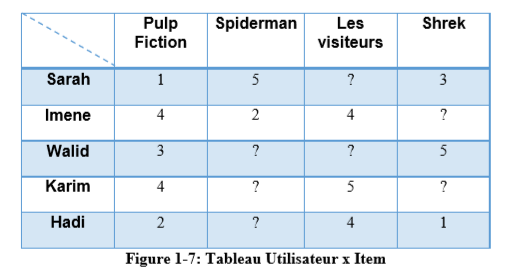 Pulp Fiction Spiderman Les visiteurs Shrek
Sarah 1 5 ? 3
Imene 4 2 4 ?
Walid 3 ? ? 5
Karim 4 ? 5 ?
Hadi 2 ? 4 1
Figure 1-7: Tableau Utilisateur x Item